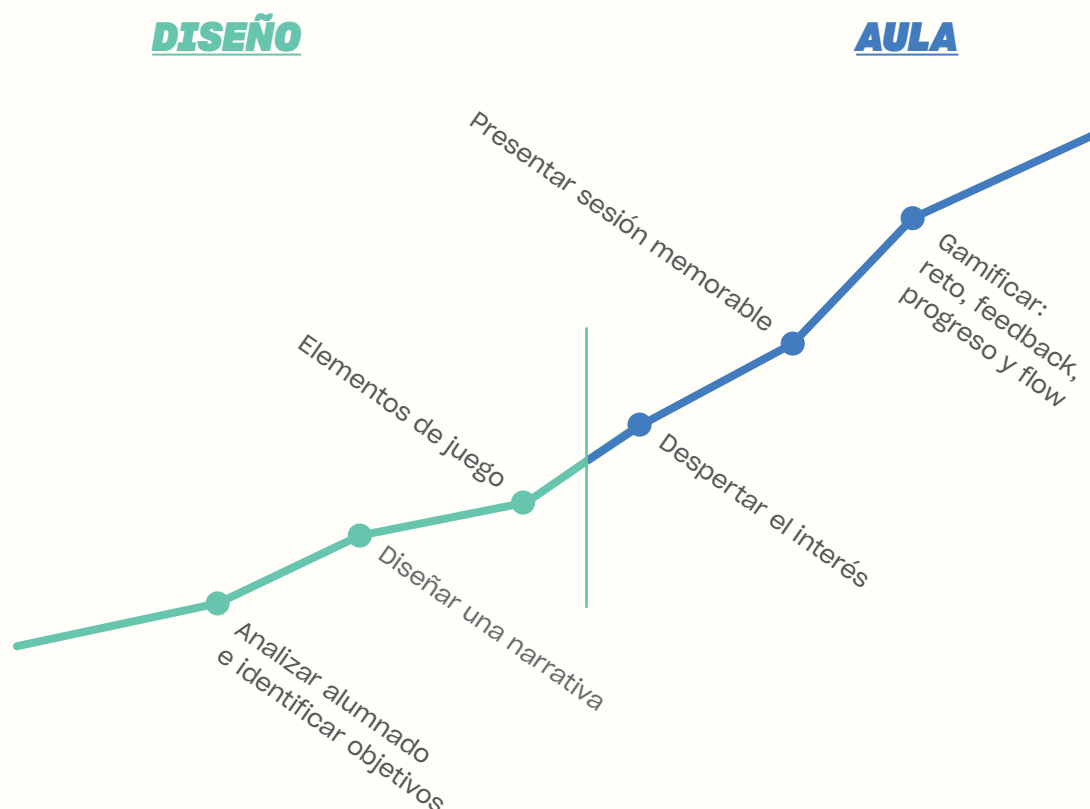 DISEÑO
AULA
Presentar sesión memorable
Gamificar:
reto, feedback,
progreso y flow
Elementos de juego
Despertar el interés
Diseñar una narrativa
Analizar alumnado
e identificar objetivos